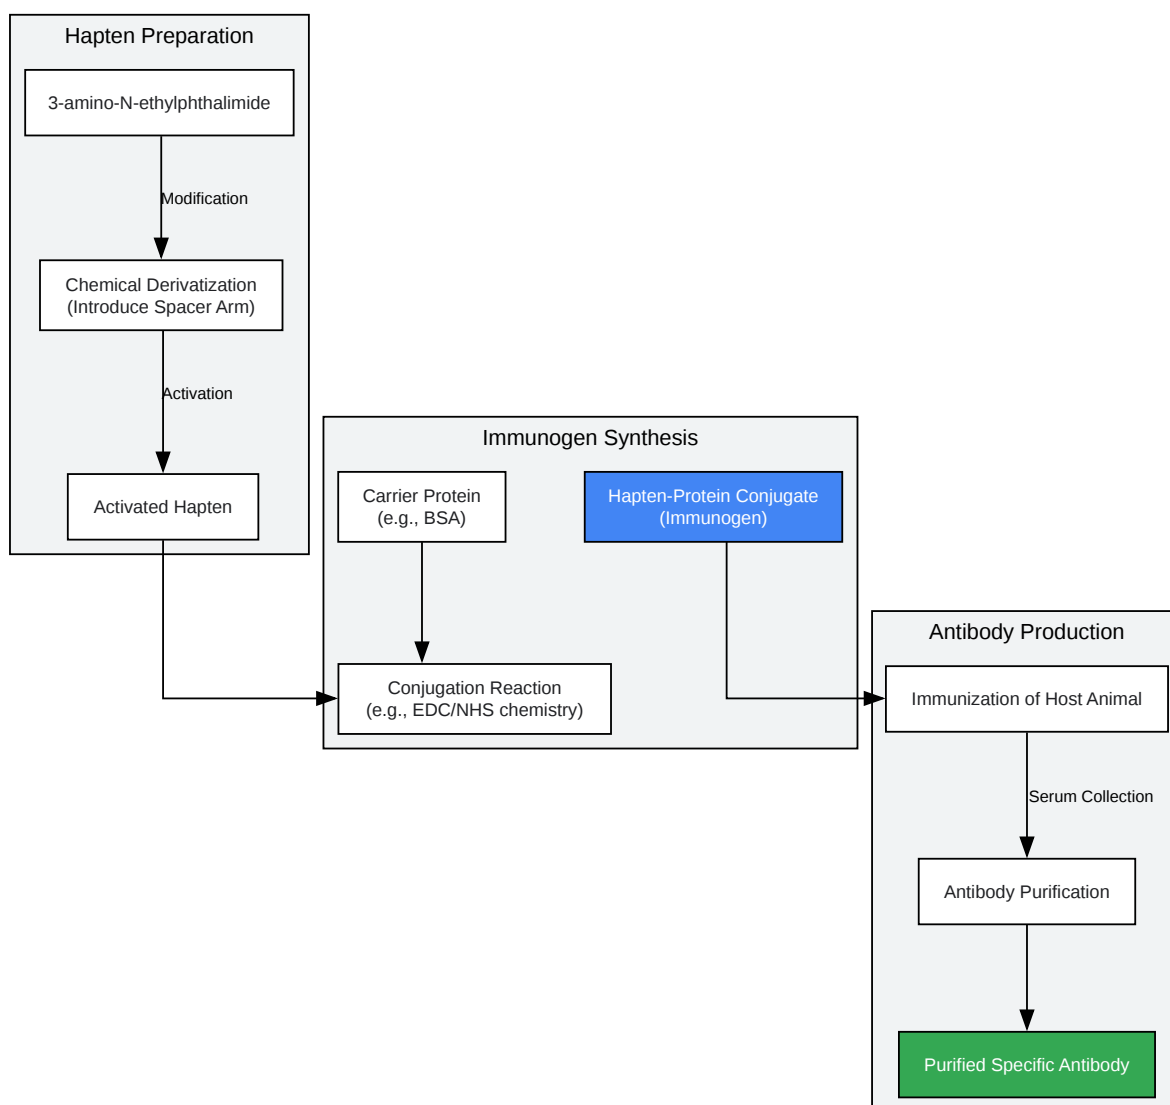 Hapten Preparation
3-amino-N-ethylphthalimide
Modification
Chemical Derivatization
(Introduce Spacer Arm)
Activation
Activated Hapten
Immunogen Synthesis
Carrier Protein
(e.g., BSA)
Hapten-Protein Conjugate
(Immunogen)
Conjugation Reaction
(e.g., EDC/NHS chemistry)
Antibody Production
Immunization of Host Animal
Serum Collection
Antibody Purification
Purified Specific Antibody